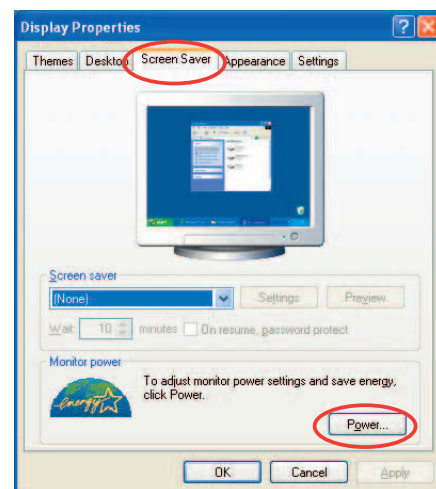 Display Properties
Themes Desktop Screen Saver Appearance Settings
Screen saver
(None) Settings Preview
Wait: 10 minutes On resume, password protect
Monitor power
energy
To adjust monitor power settings and save energy,
click Power.
Power...
OK Cancel Apply